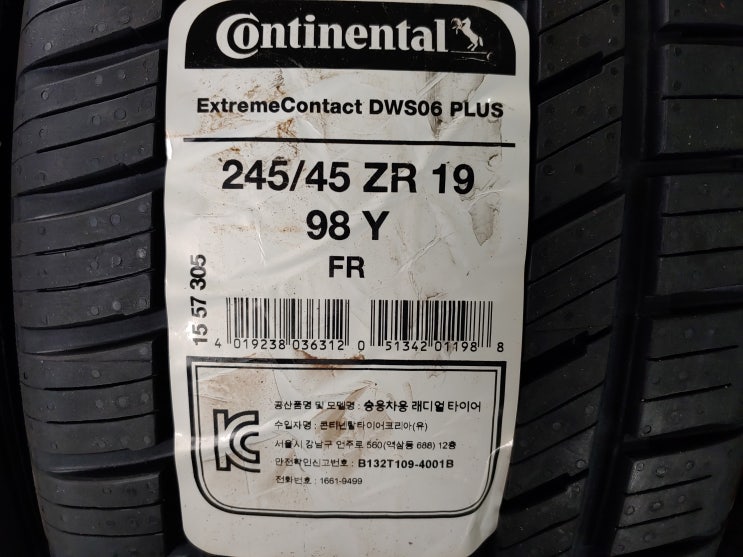 Continental
ExtremeContact DWS06 PLUS
245/45 ZR 19
98 Y
FR
15 57 305
4 019238 036312 0 51342 01198 8
공산품명 및 모델명 : 승용차용 래디얼 타이어
수입자명 : 콘티넨탈타이어코리아(유)
서울시 강남구 언주로 560(역삼동 688) 12층
안전확인신고번호 : B132T109-4001B
전화번호 : 1661-9499